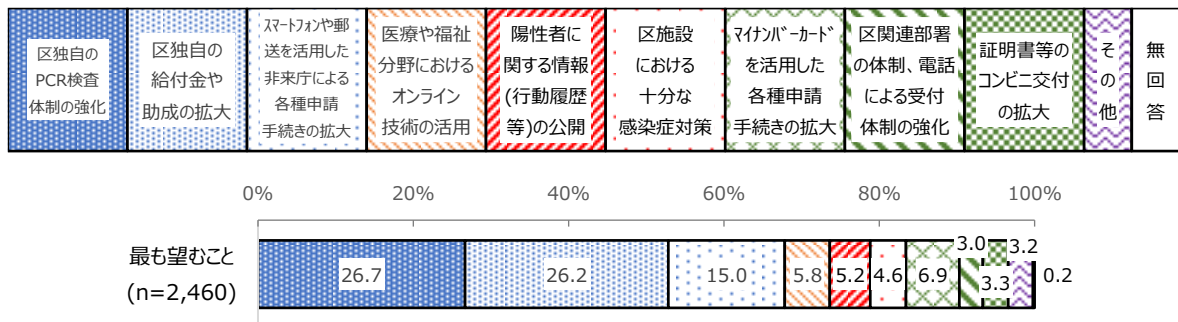 区独自の
PCR検査
体制の強化
区独自の
給付金や
助成の拡大
スマートフォンや郵
送を活用した
非来庁による
各種申請
手続きの拡大
医療や福祉
分野における
オンライン
技術の活用
陽性者に
関する情報
(行動履歴
等)の公開
区施設
における
十分な
感染症対策
マイナンバーカード
を活用した
各種申請
手続きの拡大
区関連部署
の体制、電話
による受付
体制の強化
証明書等の
コンビニ交付
の拡大
その他
無回答
0% 20% 40% 60% 80% 100%
最も望むこと
(n=2,460)
26.7 26.2 15.0 5.8 5.2 4.6 6.9 3.0 3.3 3.2 0.2